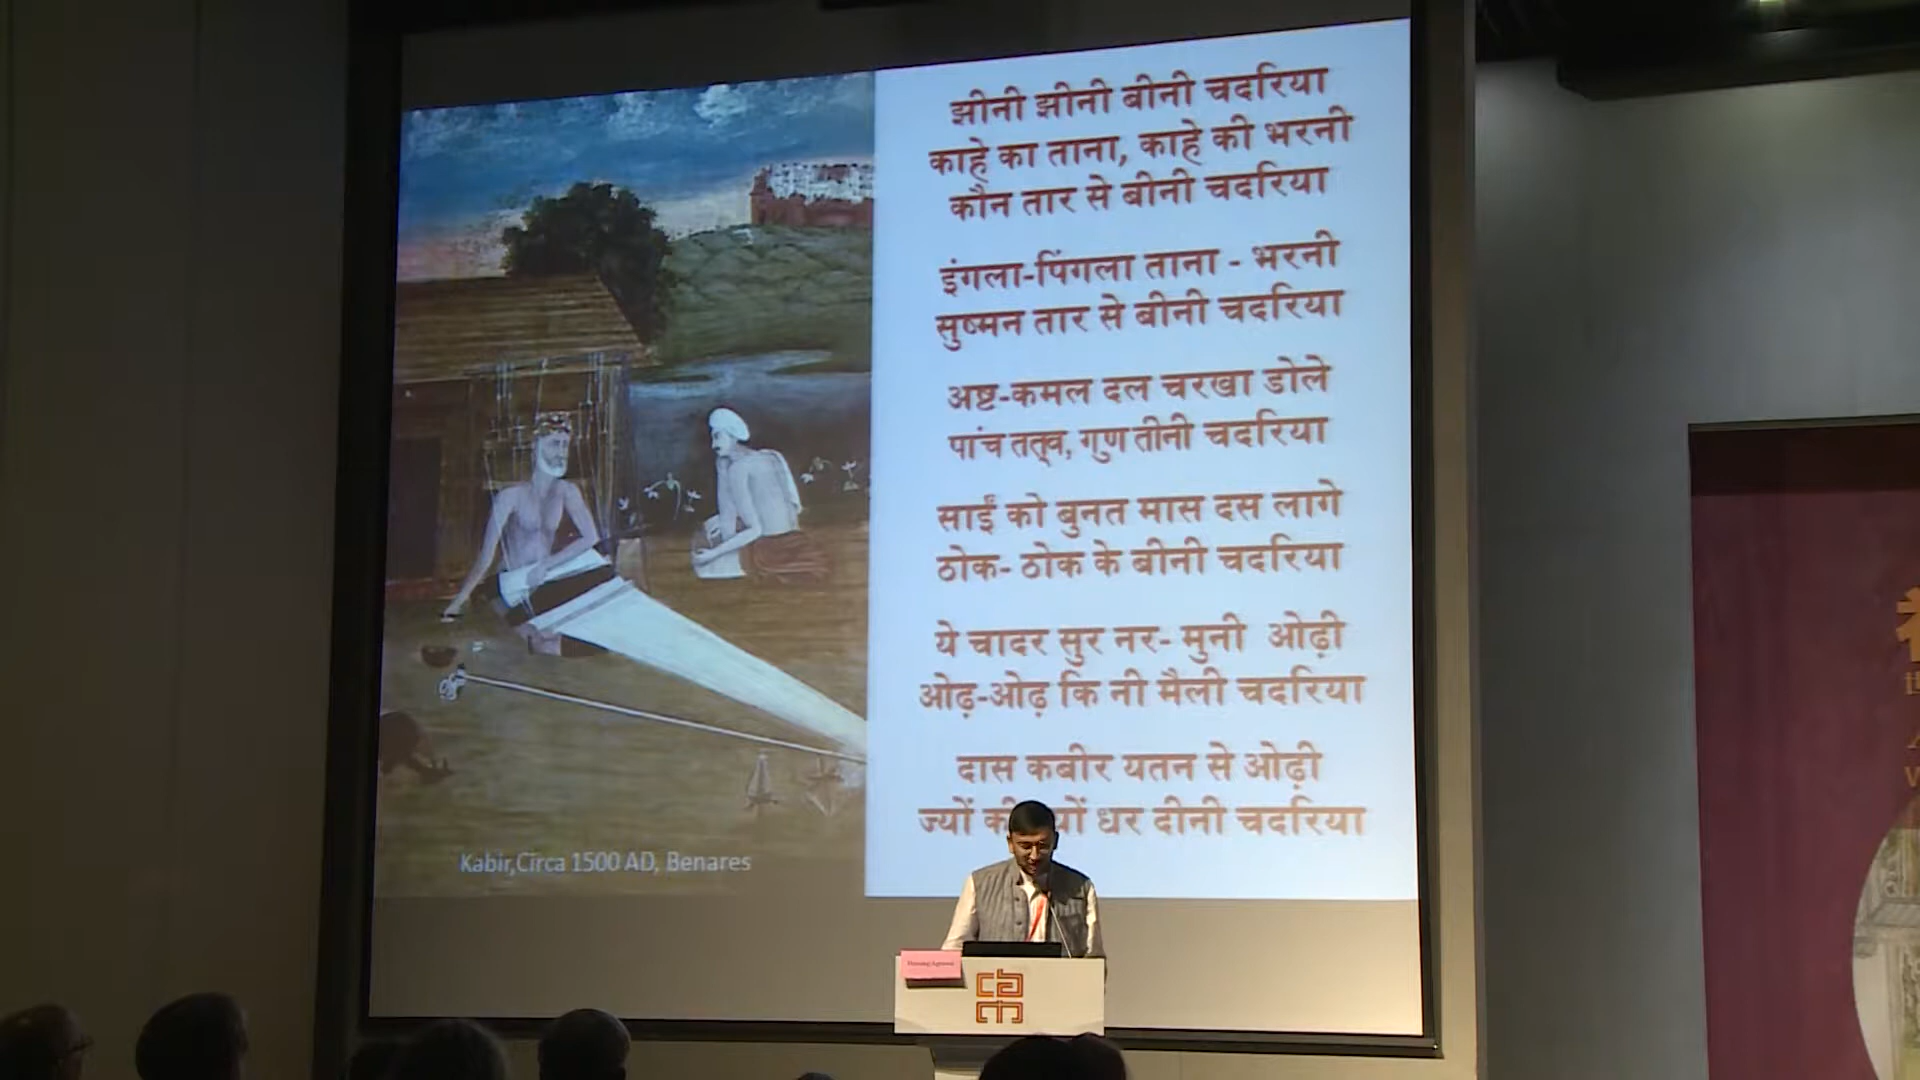 झीनी झीनी बीनी चदरिया
काहे का ताना, काहे की भरनी
कौन तार से बीनी चदरिया
इंगला-पिंगला ताना - भरनी
सुष्मन तार से बीनी चदरिया
अष्ट-कमल दल चरखा डोले
पांच तत्व, गुण तीनी चदरिया
साईं को बुनत मास दस लागे
ठोक- ठोक के बीनी चदरिया
ये चादर सुर नर- मुनी ओढ़ी
ओढ़-ओढ़ कि नी मैली चदरिया
दास कबीर यतन से ओढ़ी
ज्यों धर दीनी चदरिया
Kabir,Circa 1500 AD, Benares